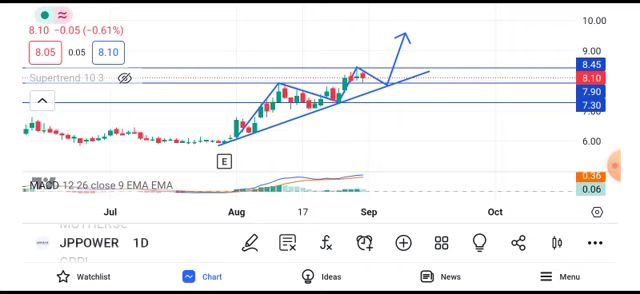 10.00
8.10 −0.05 (−0.61%)
9.00
8.05 0.05 8.10
8.45
Supertrend 10 3
8.10
7.90
7.30
6.00
E
0.36
MACD 12 26 close 9 EMA EMA
0.06
Jul Aug 17 Sep Oct
JPPOWER 1D
Watchlist Chart Ideas News Menu